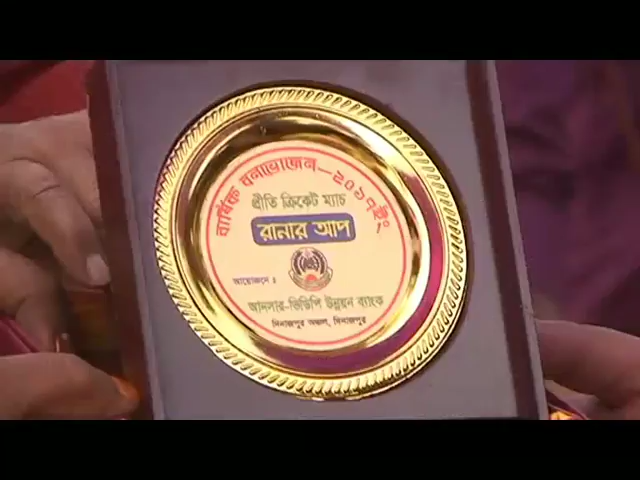 বার্ষিক বনভোজন-২০১৭ইং
প্রীতি ক্রিকেট ম্যাচ
রানার আপ
আয়োজনে :
আনসার-ভিডিপি উন্নয়ন ব্যাংক
দিনাজপুর অঞ্চল, দিনাজপুর